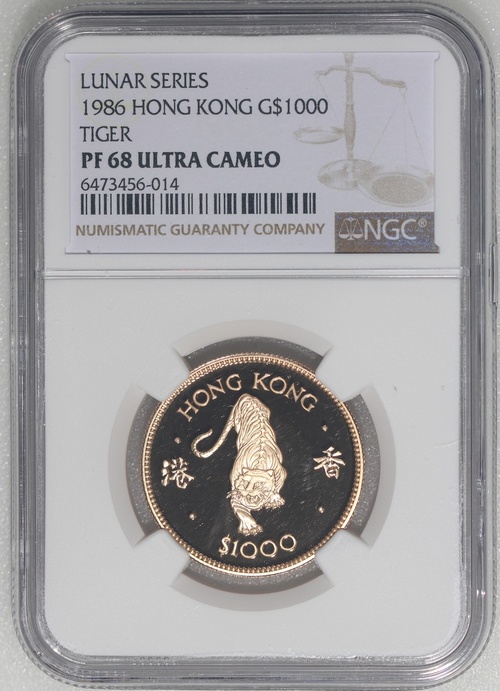 LUNAR SERIES
1986 HONG KONG G$1000
TIGER
PF 68 ULTRA CAMEO
6473456-014
NUMISMATIC GUARANTY COMPANY
NGC®
HONG KONG
港 香
$1000